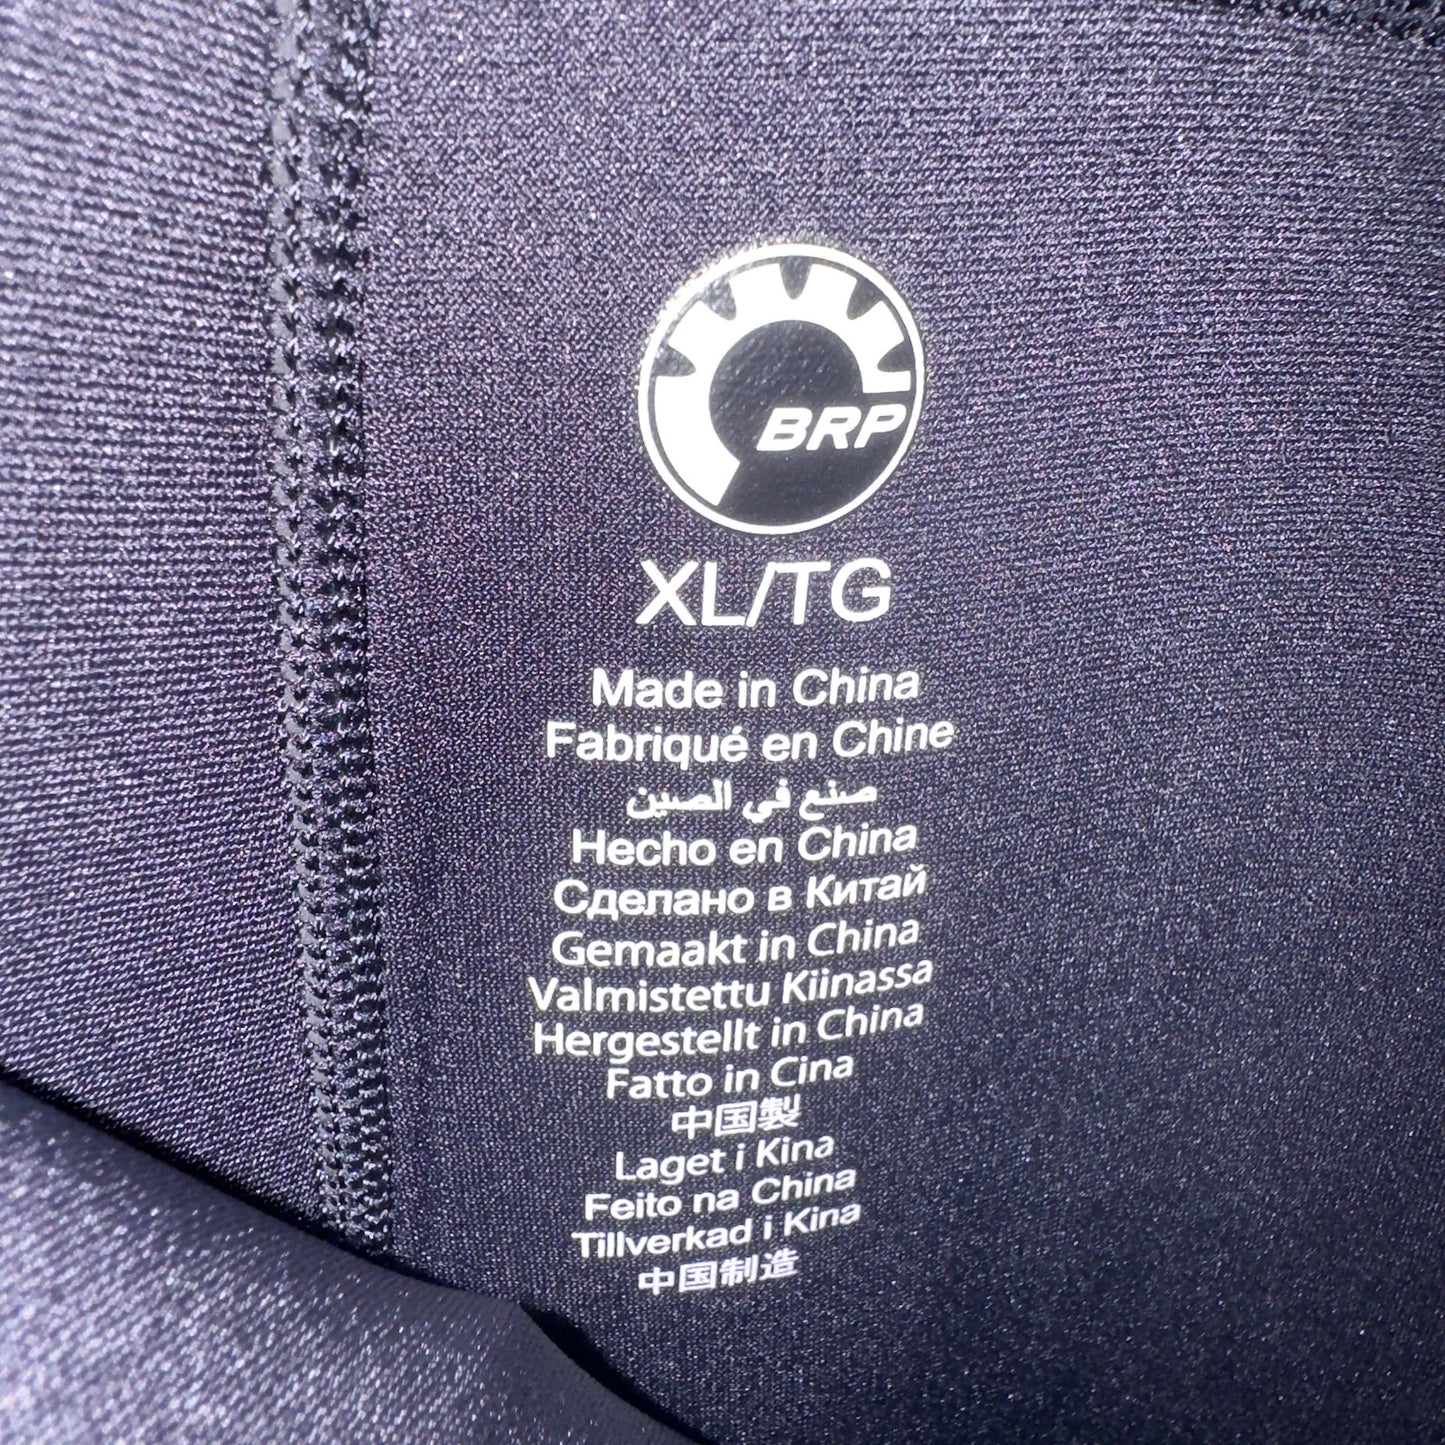 BRP
XL/TG
Made in China
Fabriqué en Chine
صنع في الصين
Hecho en China
Сделано в Китай
Gemaakt in China
Valmistettu Kiinassa
Hergestellt in China
Fatto in Cina
中国製
Laget i Kina
Feito na China
Tillverkad i Kina
中国制造